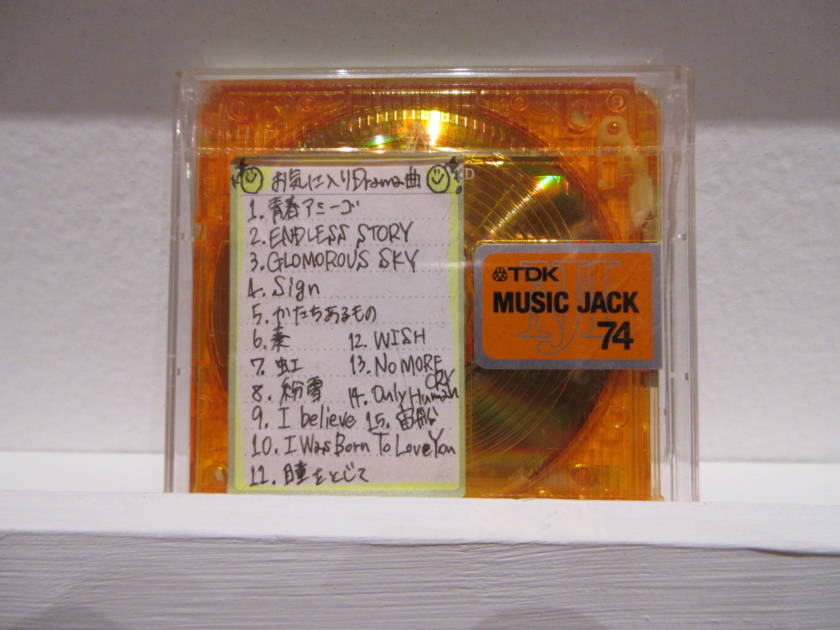 お気に入りDrama曲
1. 青春アミーゴ
2. ENDLESS STORY
3. GLOMOROUS SKY
4. Sign
5. かたちあるもの
6.
7. 虹
8. 粉雪
9. I believe
10. I Was Born To Love You
11. 瞳をとじて
12. WISH
13. NO MORE CRY
14. Only Human
15. 宙船
TDK
MUSIC JACK
74